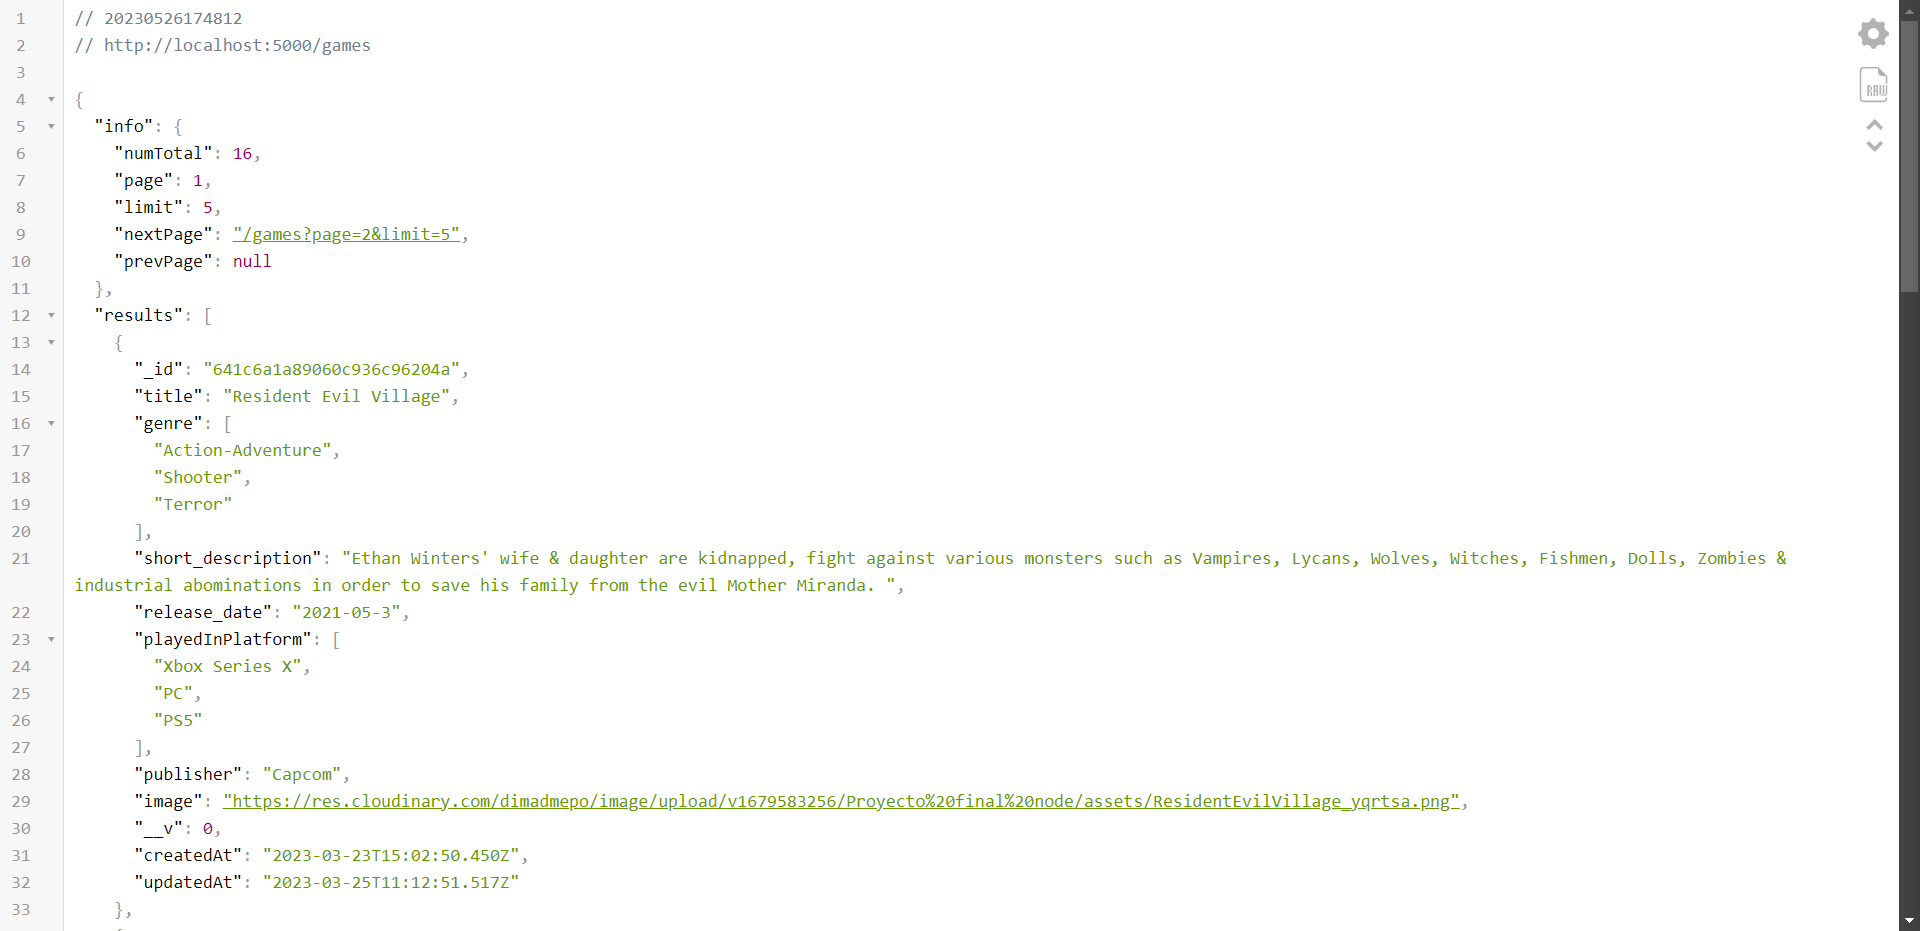 1 // 20230526174812
2 // http://localhost:5000/games
3
4 {
5 "info": {
6 "numTotal": 16,
7 "page": 1,
8 "limit": 5,
9 "nextPage": "/games?page=2&limit=5",
10 "prevPage": null
11 },
12 "results": [
13 {
14 "_id": "641c6a1a89060c936c96204a",
15 "title": "Resident Evil Village",
16 "genre": [
17 "Action-Adventure",
18 "Shooter",
19 "Terror"
20 ],
21 "short_description": "Ethan Winters' wife & daughter are kidnapped, fight against various monsters such as Vampires, Lycans, Wolves, Witches, Fishmen, Dolls, Zombies &
industrial abominations in order to save his family from the evil Mother Miranda. ",
22 "release_date": "2021-05-3",
23 "playedInPlatform": [
24 "Xbox Series X",
25 "PC",
26 "PS5"
27 ],
28 "publisher": "Capcom",
29 "image": "https://res.cloudinary.com/dimadmepo/image/upload/v1679583256/Proyecto%20final%20node/assets/ResidentEvilVillage_yqrtsa.png",
30 "__v": 0,
31 "createdAt": "2023-03-23T15:02:50.450Z",
32 "updatedAt": "2023-03-25T11:12:51.517Z"
33 },
RAW